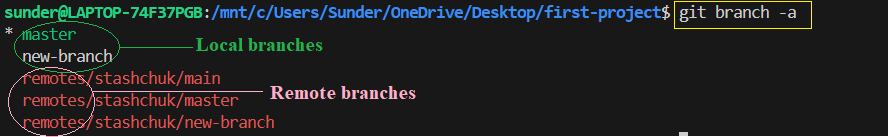 sunder@LAPTOP-74F37PGB:/mnt/c/Users/Sunder/OneDrive/Desktop/first-project$ git branch -a
* master
Local branches
new-branch
remotes/stashchuk/main
remotes/stashchuk/master
Remote branches
remotes/stashchuk/new-branch